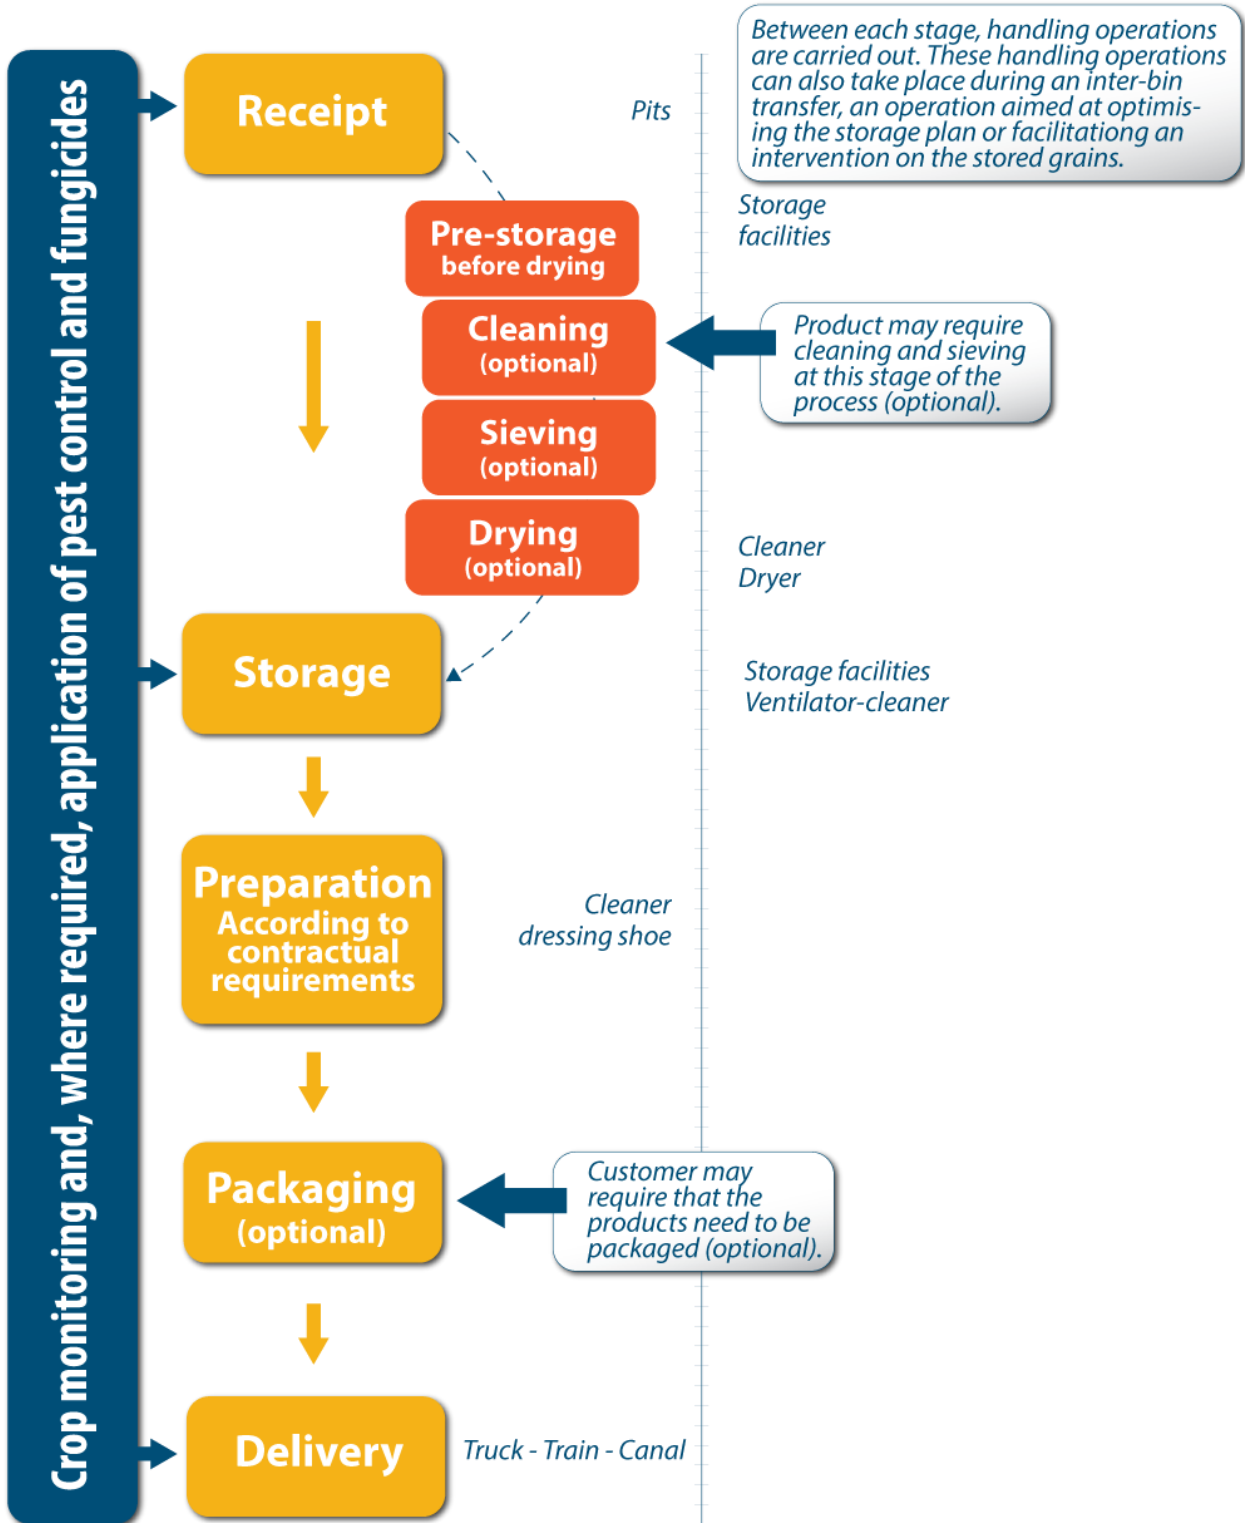 Crop monitoring and, where required, application of pest control and fungicides
Receipt
Pits
Between each stage, handling operations
are carried out. These handling operations
can also take place during an inter-bin
transfer, an operation aimed at optimis-
ing the storage plan or facilitationg an
intervention on the stored grains.
Storage
facilities
Pre-storage
before drying
Cleaning
(optional)
Product may require
cleaning and sieving
at this stage of the
process (optional).
Sieving
(optional)
Drying
(optional)
Cleaner
Dryer
Storage
Storage facilities
Ventilator-cleaner
Preparation
According to
contractual
requirements
Cleaner
dressing shoe
Packaging
(optional)
Customer may
require that the
products need to be
packaged (optional).
Delivery
Truck - Train - Canal